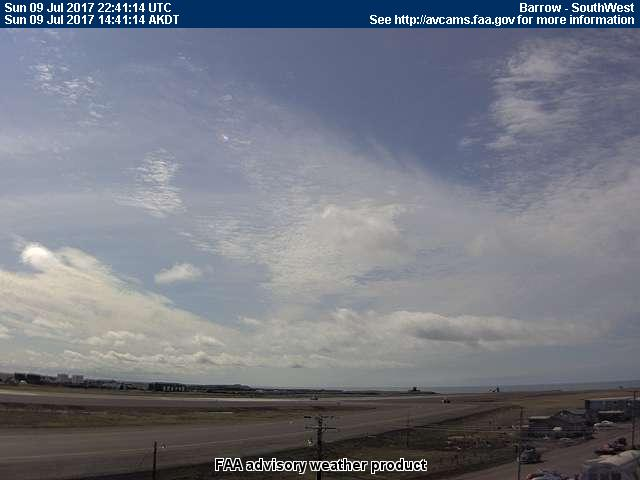 Sun 09 Jul 2017 22:41:14 UTC Barrow - SouthWest
Sun 09 Jul 2017 14:41:14 AKDT See http://avcams.faa.gov for more information
FAA advisory weather product